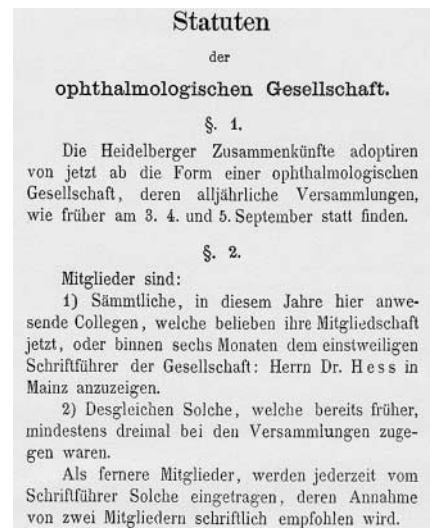 Statuten
der
ophthalmologischen Gesellschaft.
§. 1.
Die Heidelberger Zusammenkünfte adoptiren
von jetzt ab die Form einer ophthalmologischen
Gesellschaft, deren alljährliche Versammlungen,
wie früher am 3. 4. und 5. September statt finden.
§. 2.
Mitglieder sind:
1) Sämmtliche, in diesem Jahre hier anwe-
sende Collegen, welche belieben ihre Mitgliedschaft
jetzt, oder binnen sechs Monaten dem einstweiligen
Schriftführer der Gesellschaft: Herrn Dr. Hess in
Mainz anzuzeigen.
2) Desgleichen Solche, welche bereits früher,
mindestens dreimal bei den Versammlungen zuge-
gen waren.
Als fernere Mitglieder, werden jederzeit vom
Schriftführer Solche eingetragen, deren Annahme
von zwei Mitgliedern schriftlich empfohlen wird.